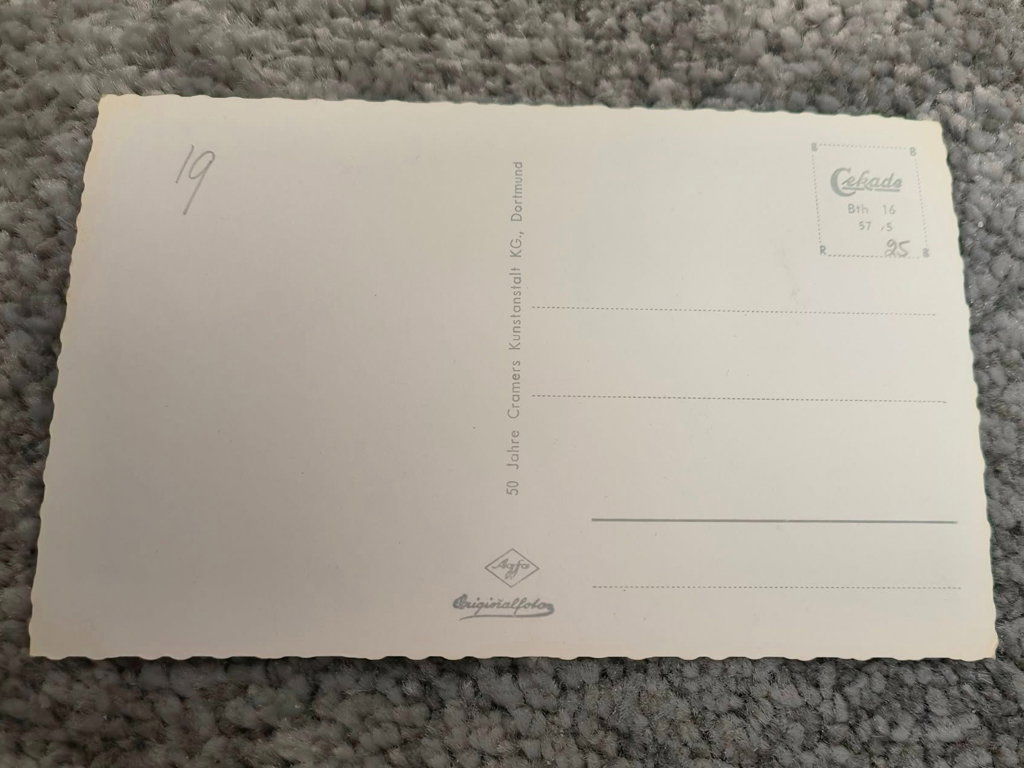 19
50 Jahre Cramers Kunstanstalt KG., Dortmund
Cekade
Bth 16
57 /5
25
Agfa
Originalfoto